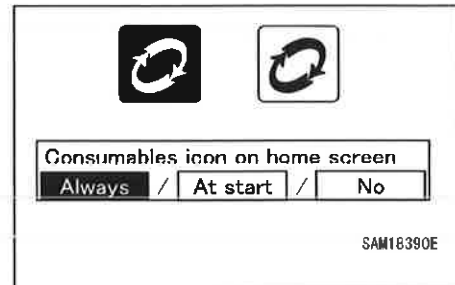 Consumables icon on home screen
Always / At start / No
SAM18390E